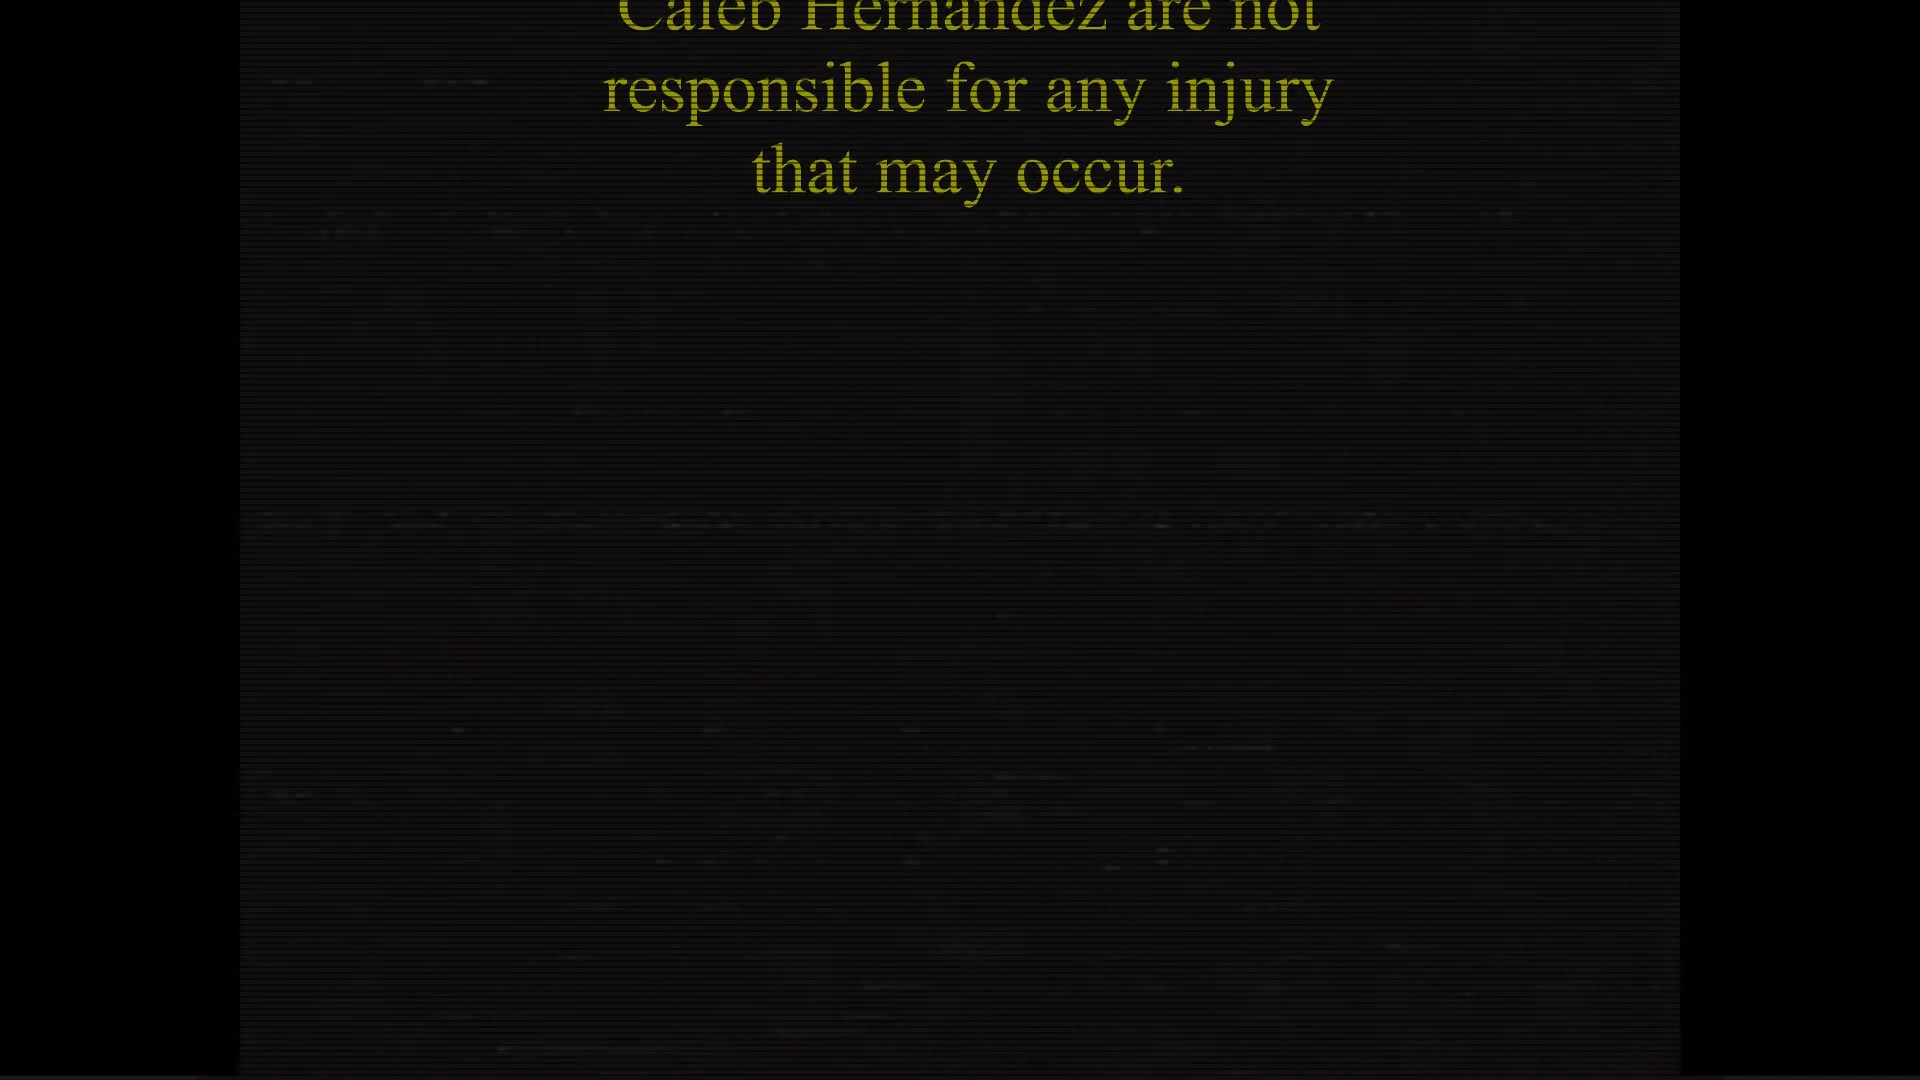 Caleb Hernandez are not
responsible for any injury
that may occur.